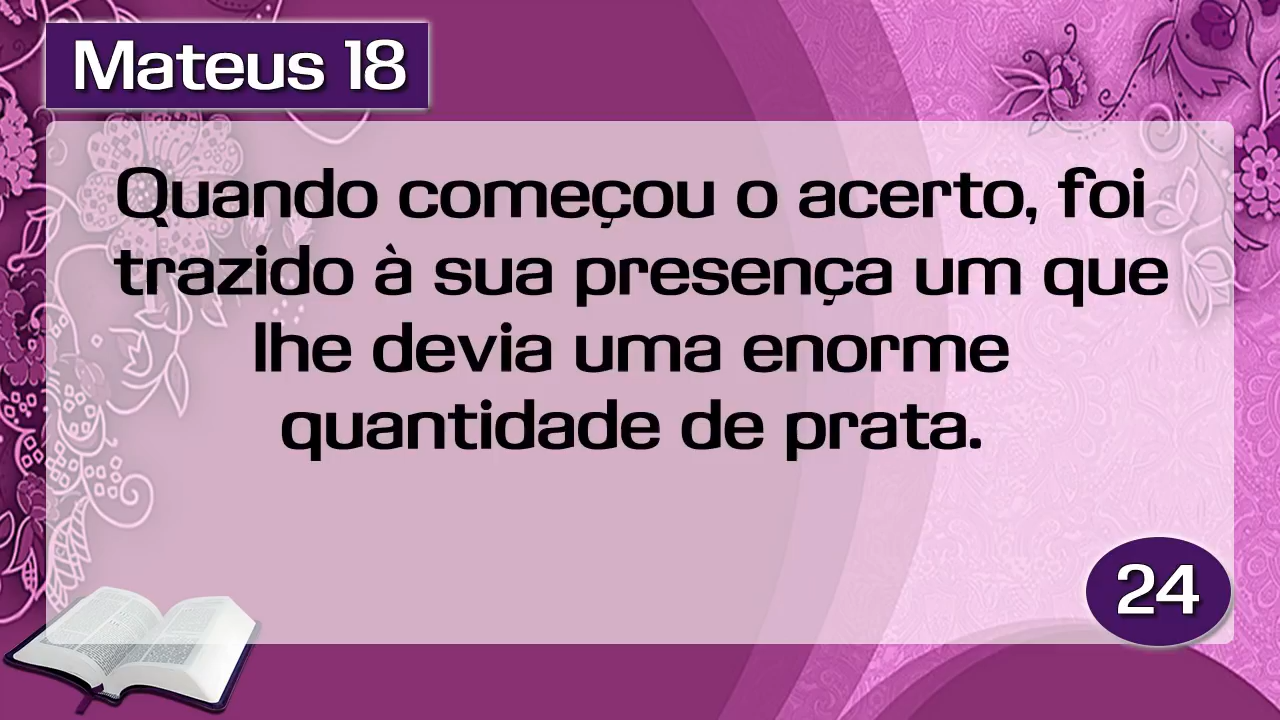 Mateus 18
Quando começou o acerto, foi
trazido à sua presença um que
lhe devia uma enorme
quantidade de prata.
24